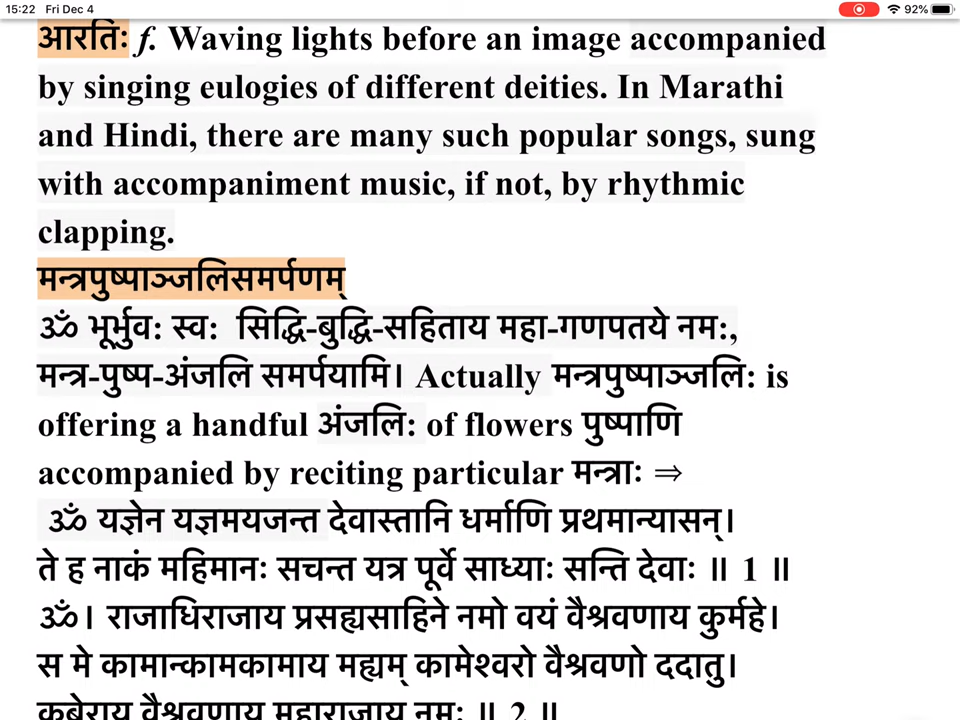 15:22 Fri Dec 4 92%
आरतिः f. Waving lights before an image accompanied
by singing eulogies of different deities. In Marathi
and Hindi, there are many such popular songs, sung
with accompaniment music, if not, by rhythmic
clapping.
मन्त्रपुष्पाञ्जलिसमर्पणम्
ॐ भूर्भुव: स्व: सिद्धि-बुद्धि-सहिताय महा-गणपतये नम:,
मन्त्र-पुष्प-अंजलि समर्पयामि। Actually मन्त्रपुष्पाञ्जलि: is
offering a handful अंजलि: of flowers पुष्पाणि
accompanied by reciting particular मन्त्राः ⇒
ॐ यज्ञेन यज्ञमयजन्त देवास्तानि धर्माणि प्रथमान्यासन्।
ते ह नाकं महिमानः सचन्त यत्र पूर्वे साध्याः सन्ति देवाः ॥ 1 ॥
ॐ। राजाधिराजाय प्रसह्यसाहिने नमो वयं वैश्रवणाय कुर्महे।
स मे कामान्कामकामाय मह्यम् कामेश्वरो वैश्रवणो ददातु।
कुबेराय वैश्रवणाय महाराजाय नमः ॥ 2 ॥